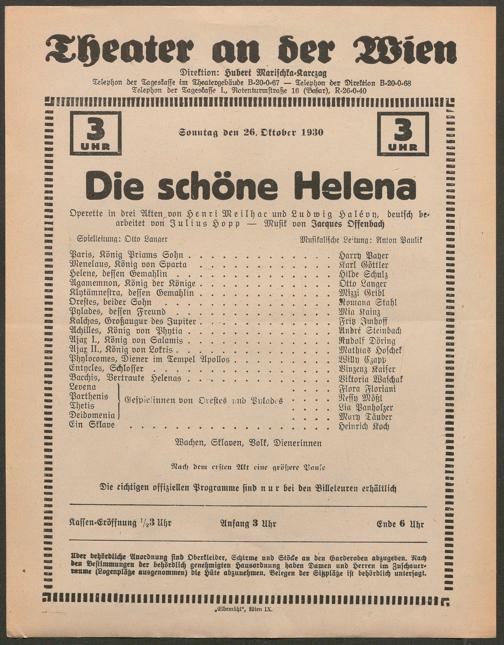 Theater an der Wien
Direktion: Hubert Marischka-Karczag
Telephon der Tageskasse im Theatergebäude B-20-0-67 — Telephon der Direktion B-20-0-68
Telephon der Tageskasse I., Rotenturmstraße 16 (Basar), R-26-0-40
3 UHR
Sonntag den 26. Oktober 1930
3 UHR
Die schöne Helena
Operette in drei Akten von Henri Meilhac und Ludwig Halévy, deutsch be-
arbeitet von Julius Hopp — Musik von Jacques Offenbach
Spielleitung: Otto Langer Musikalische Leitung: Anton Paulik
Paris, König Priams Sohn . . . Harry Payer
Menelaus, König von Sparta . . . Karl Göttler
Helene, dessen Gemahlin . . . Hilde Schulz
Agamemnon, König der Könige . . . Otto Langer
Klytämnestra, dessen Gemahlin . . . Mizzi Gribl
Orestes, beider Sohn . . . Romana Stahl
Pylades, dessen Freund . . . Mia Kainz
Kalchos, Großaugur des Jupiter . . . Fritz Imhoff
Achilles, König von Phytia . . . André Steinbach
Ajax I., König von Salamis . . . Rudolf Döring
Ajax II., König von Lokris . . . Mathias Hoschek
Phylocomes, Diener im Tempel Apollos . . . Willy Czapp
Eutycles, Schlosser . . . Vinzenz Kaiser
Bacchis, Vertraute Helenas . . . Viktoria Waschak
Levena Flora Floriani
Parthenis Gespielinnen von Orestes und Pylades . . . Nessy Mößl
Thetis Lia Panholzer
Deidomenia Mary Täuber
Ein Sklave . . . Heinrich Koch
Wachen, Sklaven, Volk, Dienerinnen
Nach dem ersten Akt eine größere Pause
Die richtigen offiziellen Programme sind nur bei den Billeteuren erhältlich
Kassen-Eröffnung ½3 Uhr Anfang 3 Uhr Ende 6 Uhr
Über behördliche Anordnung sind Oberkleider, Schirme und Stöcke an den Garderoben abzugeben. Nach
den Bestimmungen der behördlich genehmigten Hausordnung haben Damen und Herren im Zuschauer-
raume (Logenplätze ausgenommen) die Hüte abzunehmen. Belegen der Sitzplätze ist behördlich untersagt.
„Elbemühl“, Wien IX.